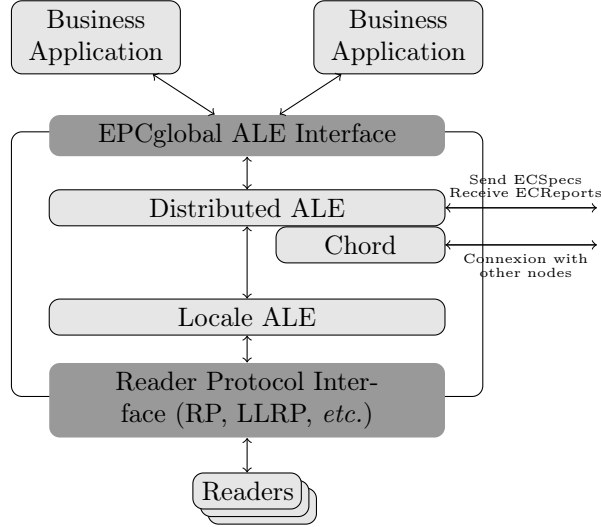 Business
Application
Business
Application
EPCglobal ALE Interface
Send ECSpecs
Receive ECReports
Distributed ALE
Chord
Connexion with
other nodes
Locale ALE
Reader Protocol Inter-
face (RP, LLRP, etc.)
Readers